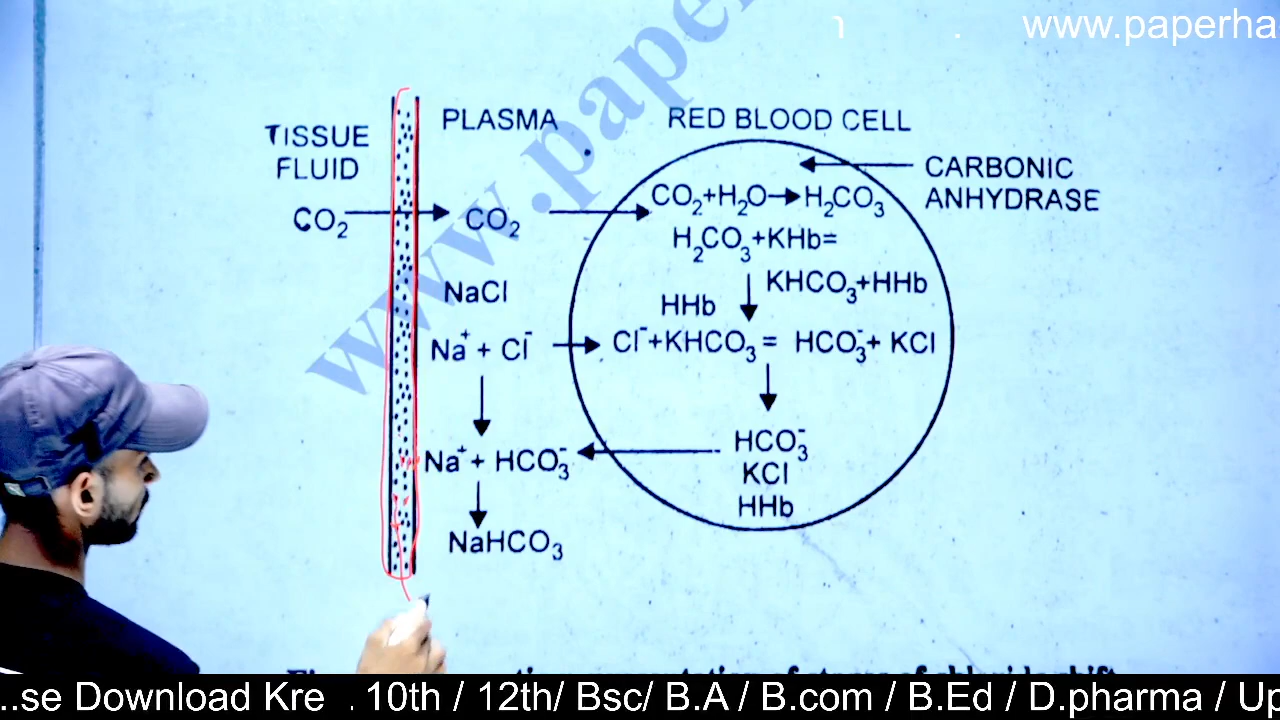 www.paperha
www.pape
TISSUE
FLUID
PLASMA
RED BLOOD CELL
CARBONIC
ANHYDRASE
CO₂
CO₂
CO₂+H₂O→H₂CO₃
H₂CO₃+KHb=
KHCO₃+HHb
HHb
NaCl
Na⁺ + Cl⁻
Cl⁻+KHCO₃ = HCO₃⁻+ KCl
Na⁺ + HCO₃⁻
HCO₃⁻
KCl
HHb
NaHCO₃
..se Download Kre . 10th / 12th/ Bsc/ B.A / B.com / B.Ed / D.pharma / Up